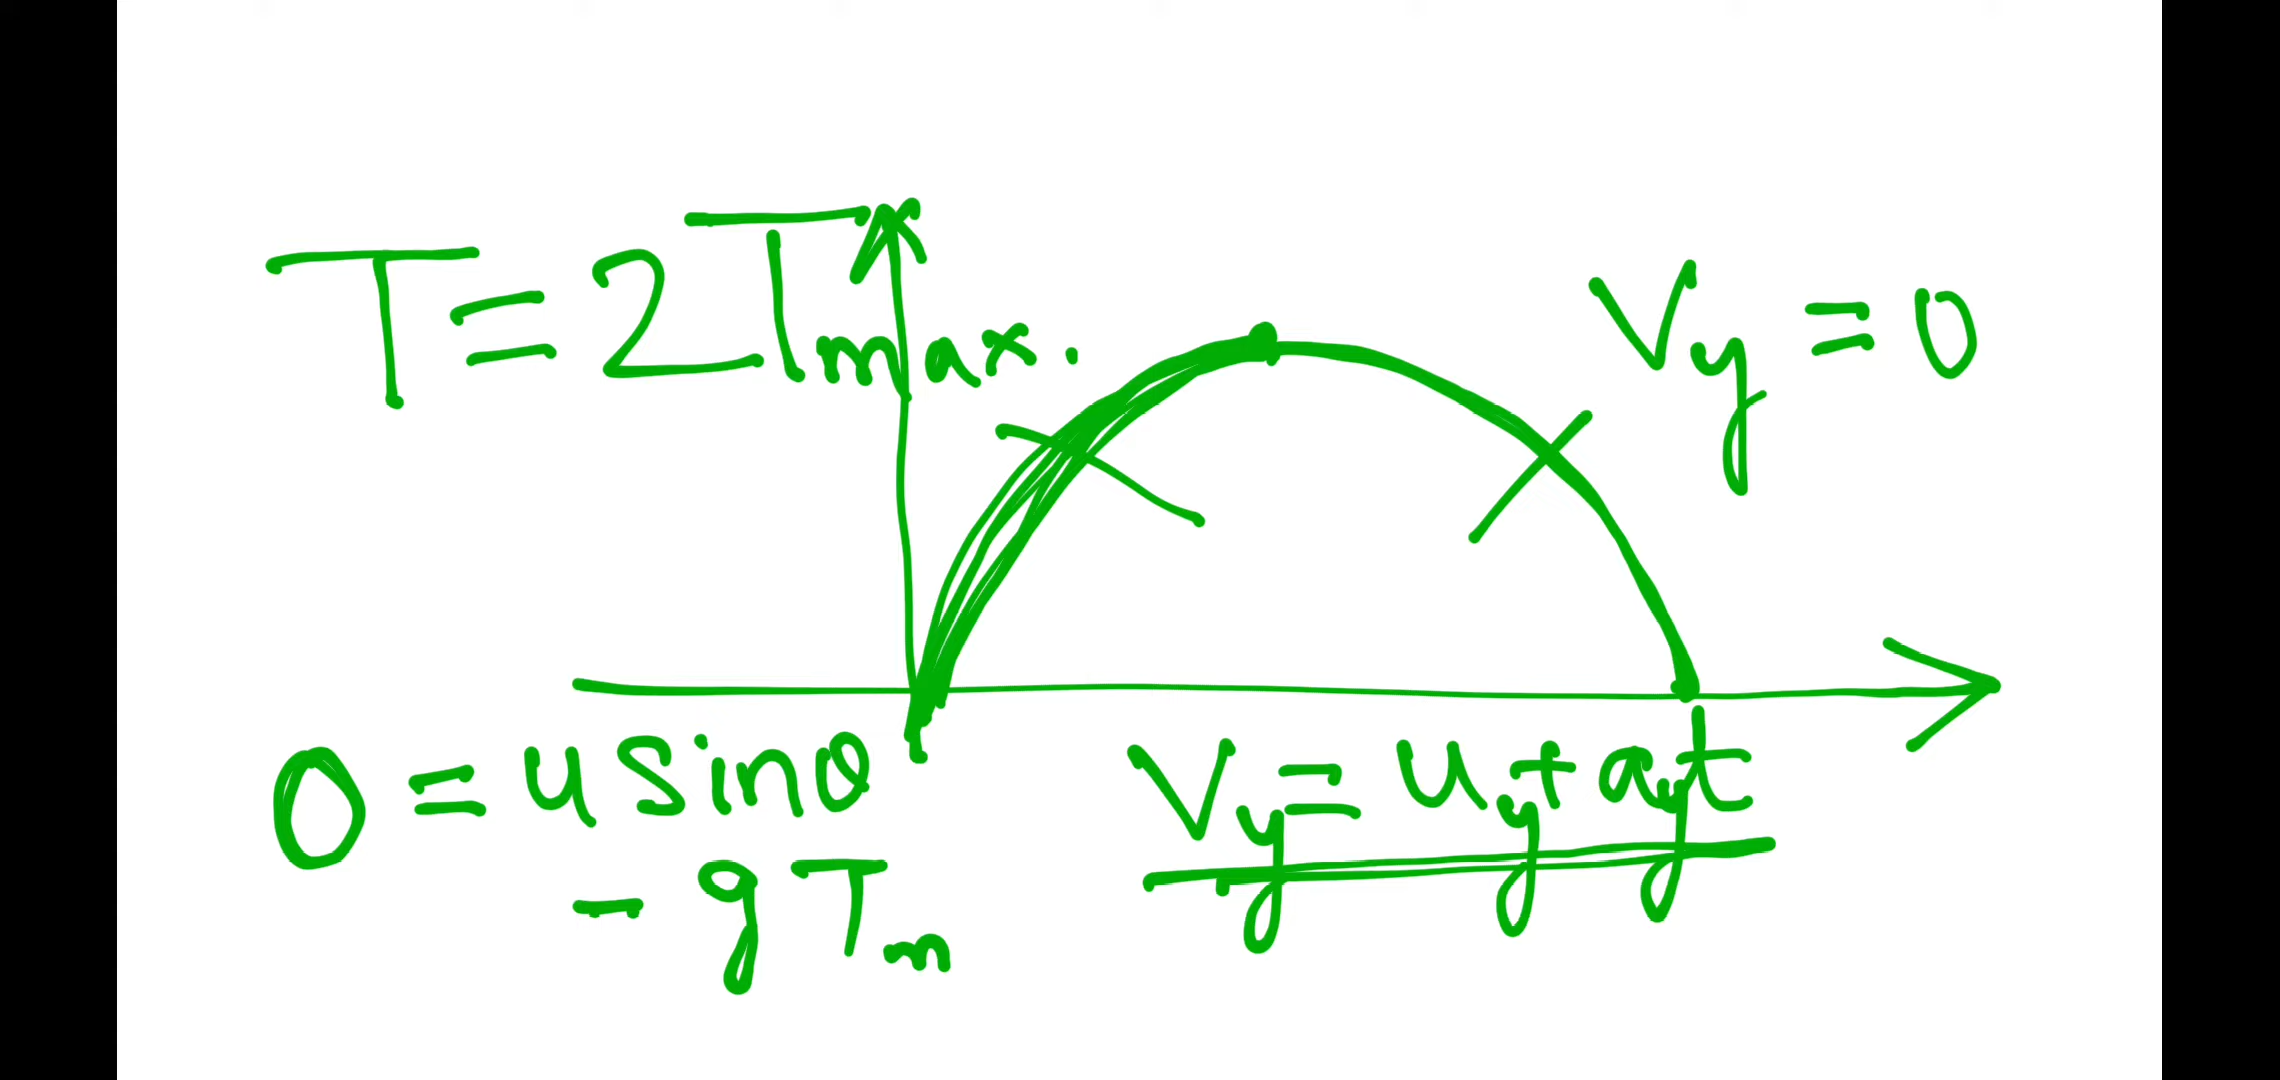 T = 2Tmax.
Vy = 0
0 = u sinθ
- gTm
Vy = uy + ayt